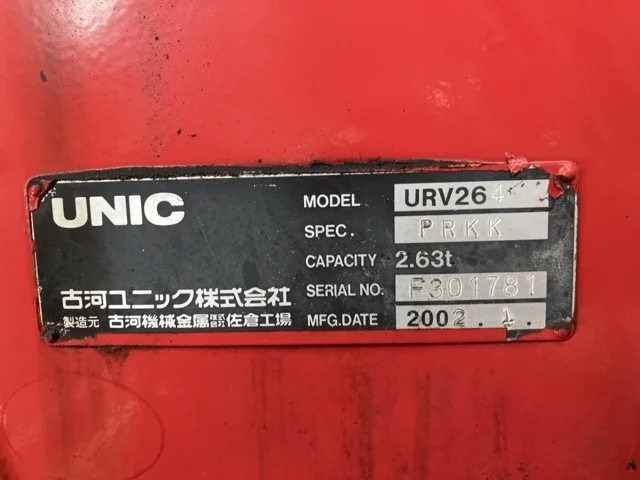 UNIC
MODEL URV264
SPEC. PRKK
CAPACITY 2.63t
古河ユニック株式会社
SERIAL NO. F301781
製造元 古河機械金属株式会社佐倉工場
MFG.DATE 2002.1.